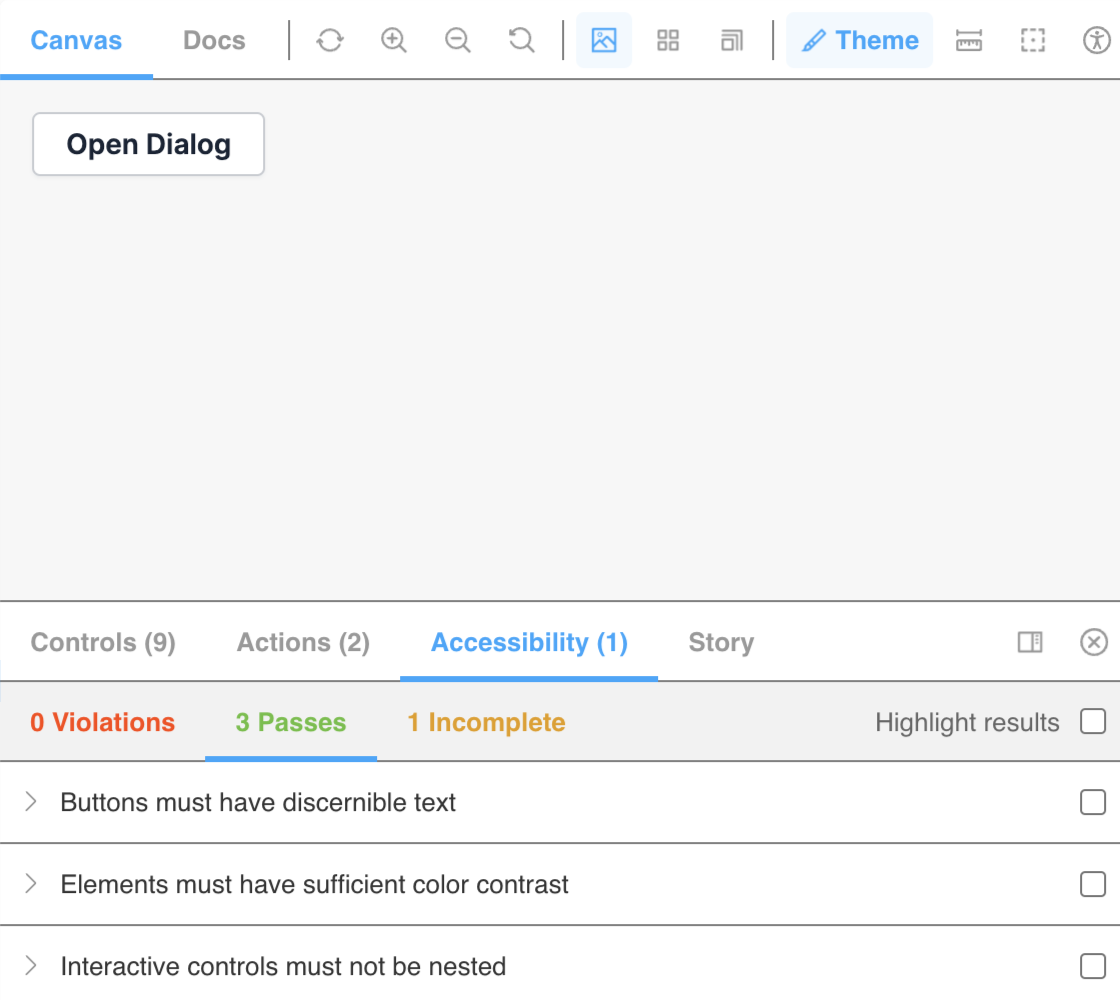 Canvas Docs Theme
Open Dialog
Controls (9) Actions (2) Accessibility (1) Story
0 Violations 3 Passes 1 Incomplete Highlight results
Buttons must have discernible text
Elements must have sufficient color contrast
Interactive controls must not be nested